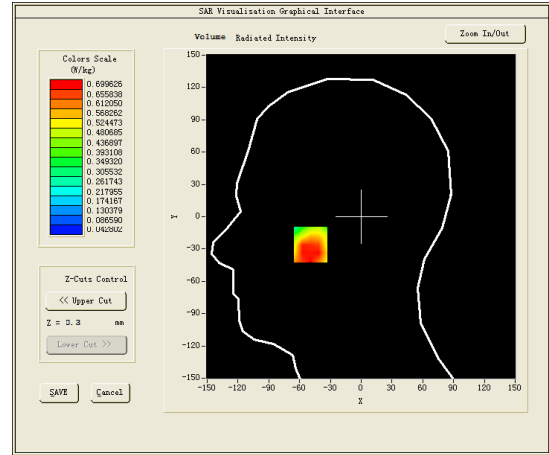 SAR Visualisation Graphical Interface
Volume Radiated Intensity
Zoom In/Out
Colors Scale
(W/kg)
0.699626
0.655838
0.612050
0.568262
0.524473
0.480685
0.436897
0.393108
0.349320
0.305532
0.261743
0.217955
0.174167
0.130379
0.086590
0.042802
Z-Cuts Control
<< Upper Cut
Z = 0.3 mm
Lower Cut >>
SAVE Cancel
150
120
90
60
30
0
-30
-60
-90
-120
-150
Y
-150 -120 -90 -60 -30 0 30 60 90 120 150
X